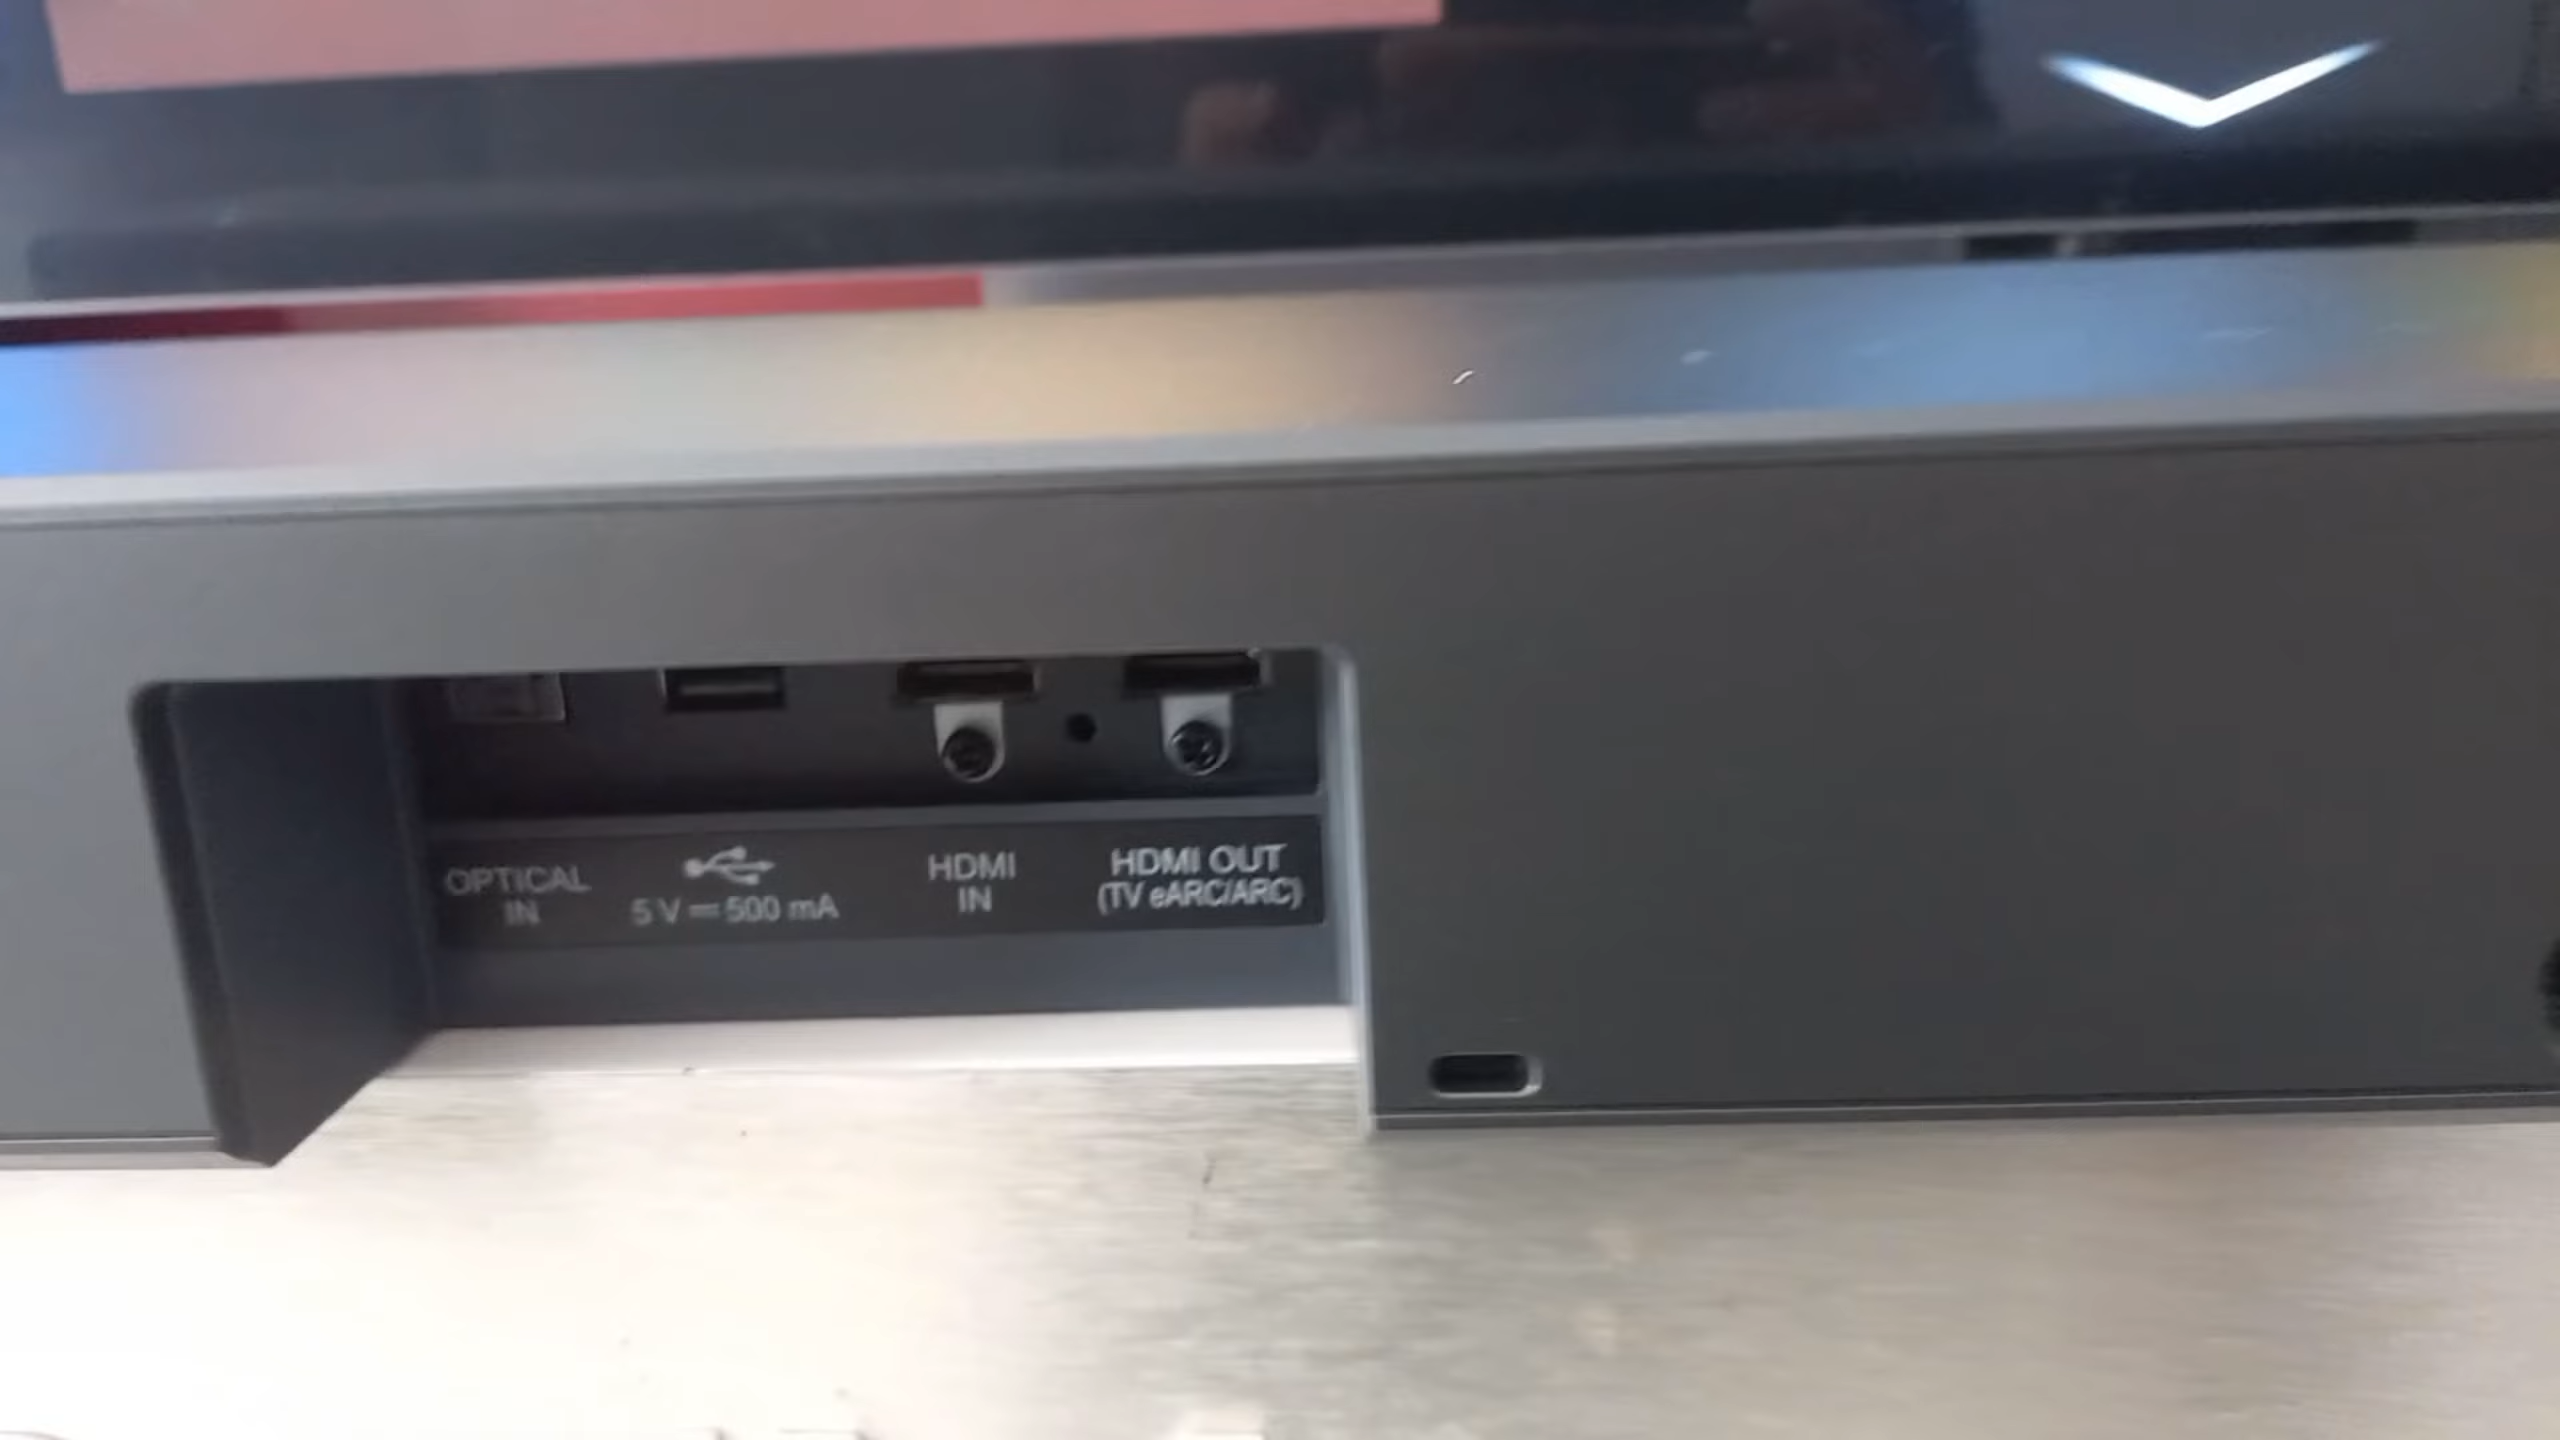 OPTICAL
IN
5 V ⎓ 500 mA
HDMI
IN
HDMI OUT
(TV eARC/ARC)